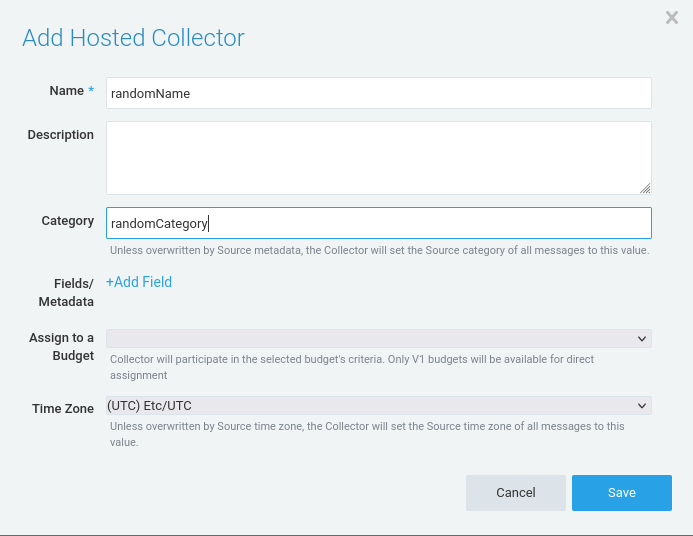 Add Hosted Collector
Name *
randomName
Description
Category
randomCategory
Unless overwritten by Source metadata, the Collector will set the Source category of all messages to this value.
Fields/
Metadata
+Add Field
Assign to a
Budget
Collector will participate in the selected budget's criteria. Only V1 budgets will be available for direct
assignment
Time Zone
(UTC) Etc/UTC
Unless overwritten by Source time zone, the Collector will set the Source time zone of all messages to this
value.
Cancel
Save